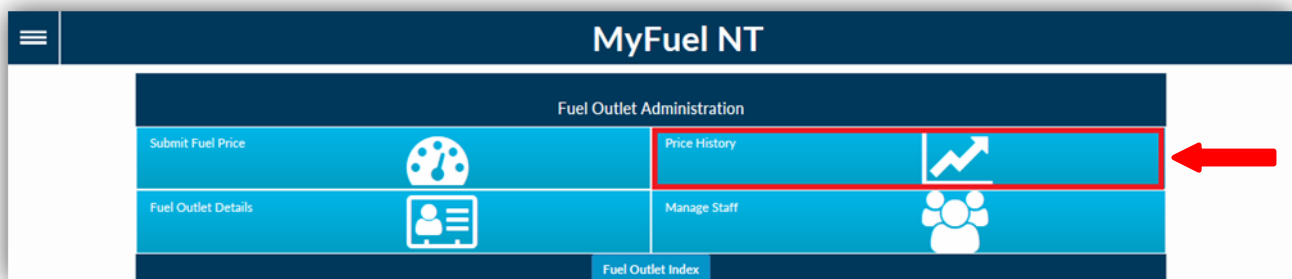 MyFuel NT
Fuel Outlet Administration
Submit Fuel Price
Price History
Fuel Outlet Details
Manage Staff
Fuel Outlet Index